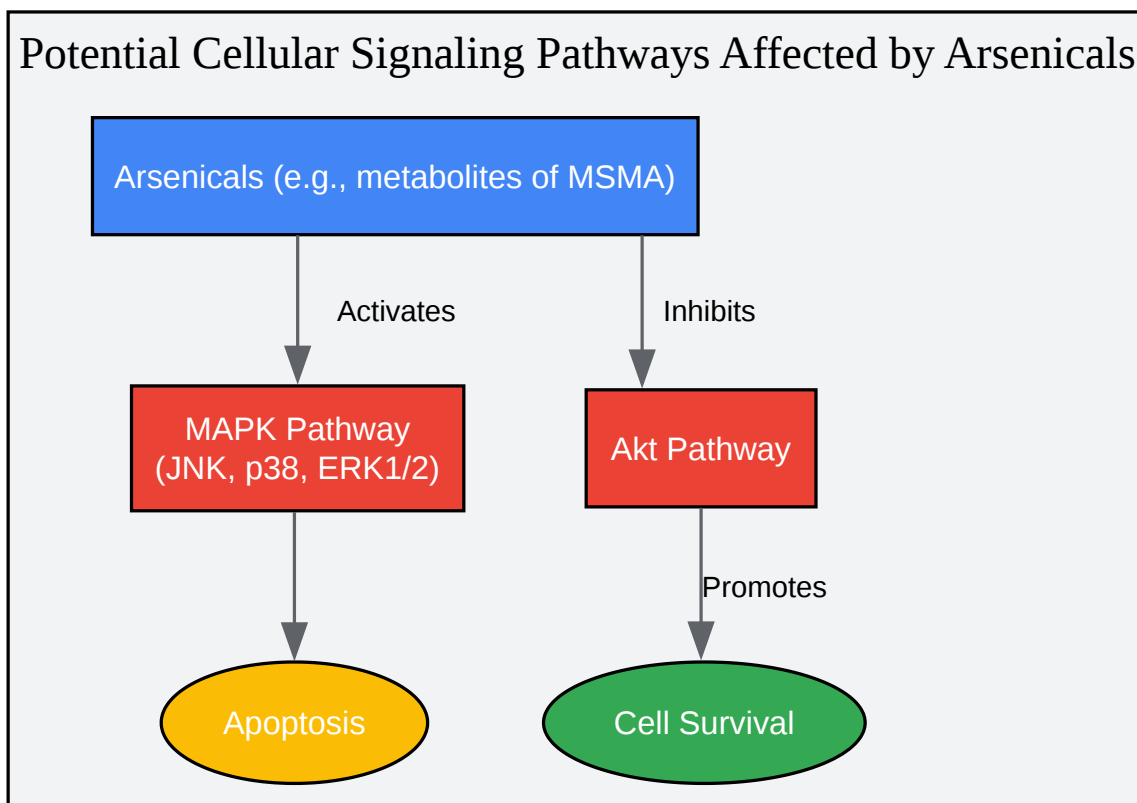 Potential Cellular Signaling Pathways Affected by Arsenicals
Arsenicals (e.g., metabolites of MSMA)
Activates
Inhibits
MAPK Pathway
(JNK, p38, ERK1/2)
Akt Pathway
Promotes
Apoptosis
Cell Survival